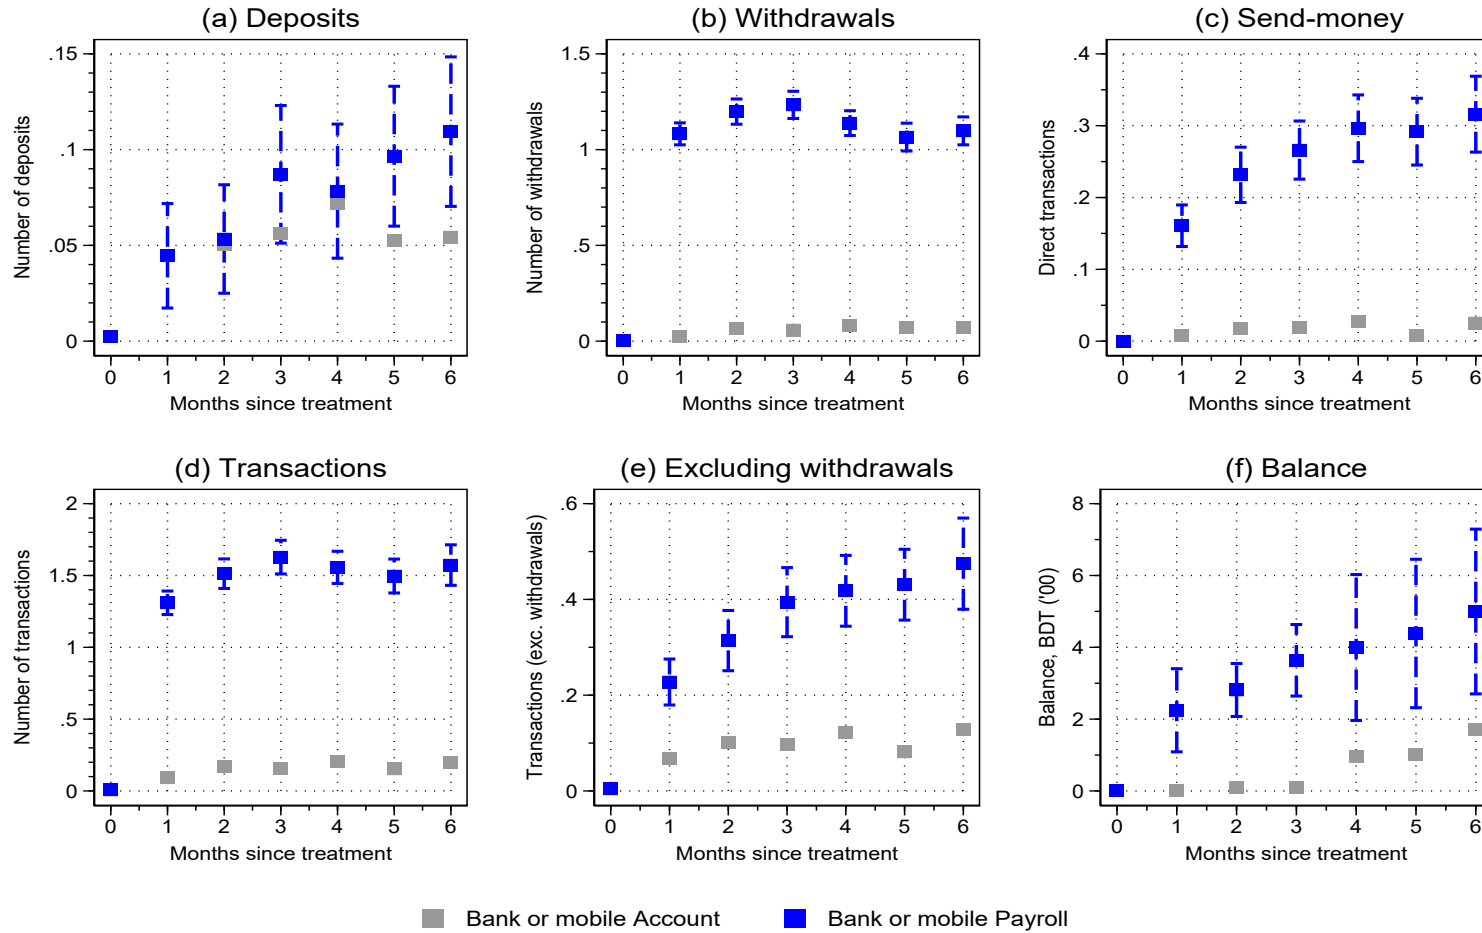 (a) Deposits
Number of deposits
.15
.1
.05
0
0 1 2 3 4 5 6
Months since treatment
(b) Withdrawals
Number of withdrawals
1.5
1
.5
0
0 1 2 3 4 5 6
Months since treatment
(c) Send-money
Direct transactions
.4
.3
.2
.1
0
0 1 2 3 4 5 6
Months since treatment
(d) Transactions
Number of transactions
2
1.5
1
.5
0
0 1 2 3 4 5 6
Months since treatment
(e) Excluding withdrawals
Transactions (exc. withdrawals)
.6
.4
.2
0
0 1 2 3 4 5 6
Months since treatment
(f) Balance
Balance, BDT ('00)
8
6
4
2
0
0 1 2 3 4 5 6
Months since treatment
Bank or mobile Account
Bank or mobile Payroll